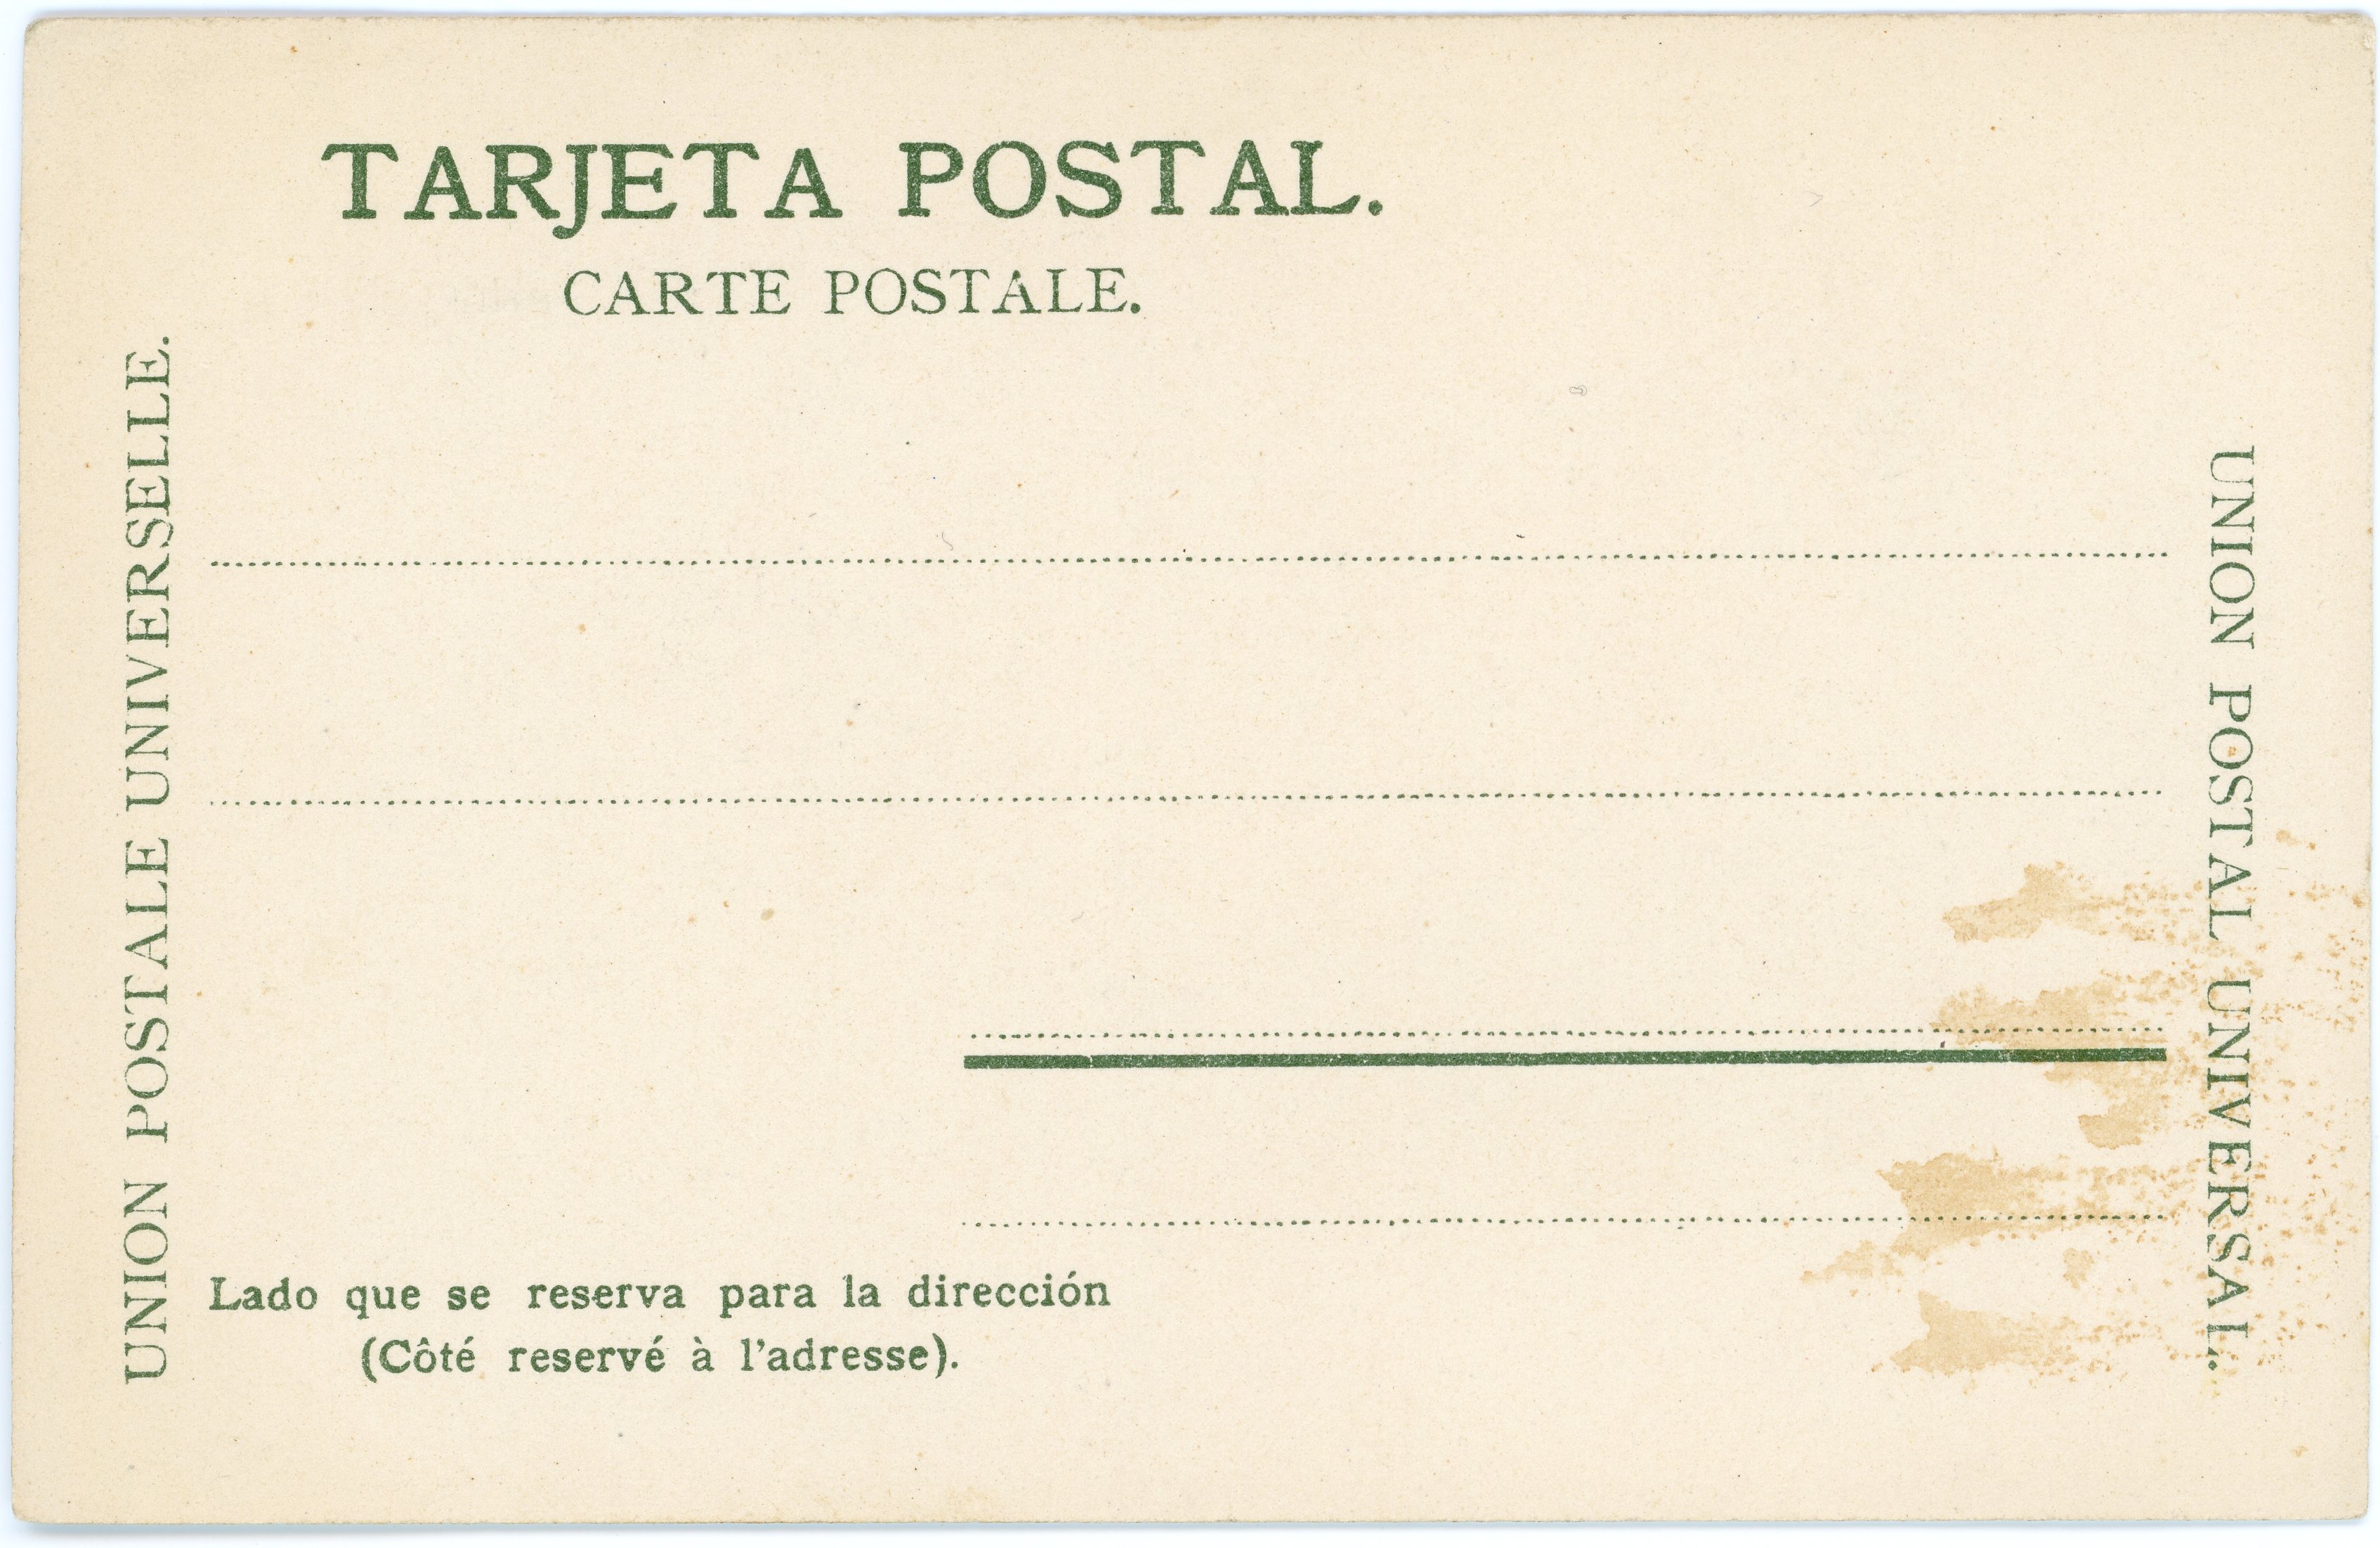 TARJETA POSTAL.
CARTE POSTALE.
UNION POSTALE UNIVERSELLE.
UNION POSTAL UNIVERSAL.
Lado que se reserva para la dirección
(Côté reservé à l'adresse).